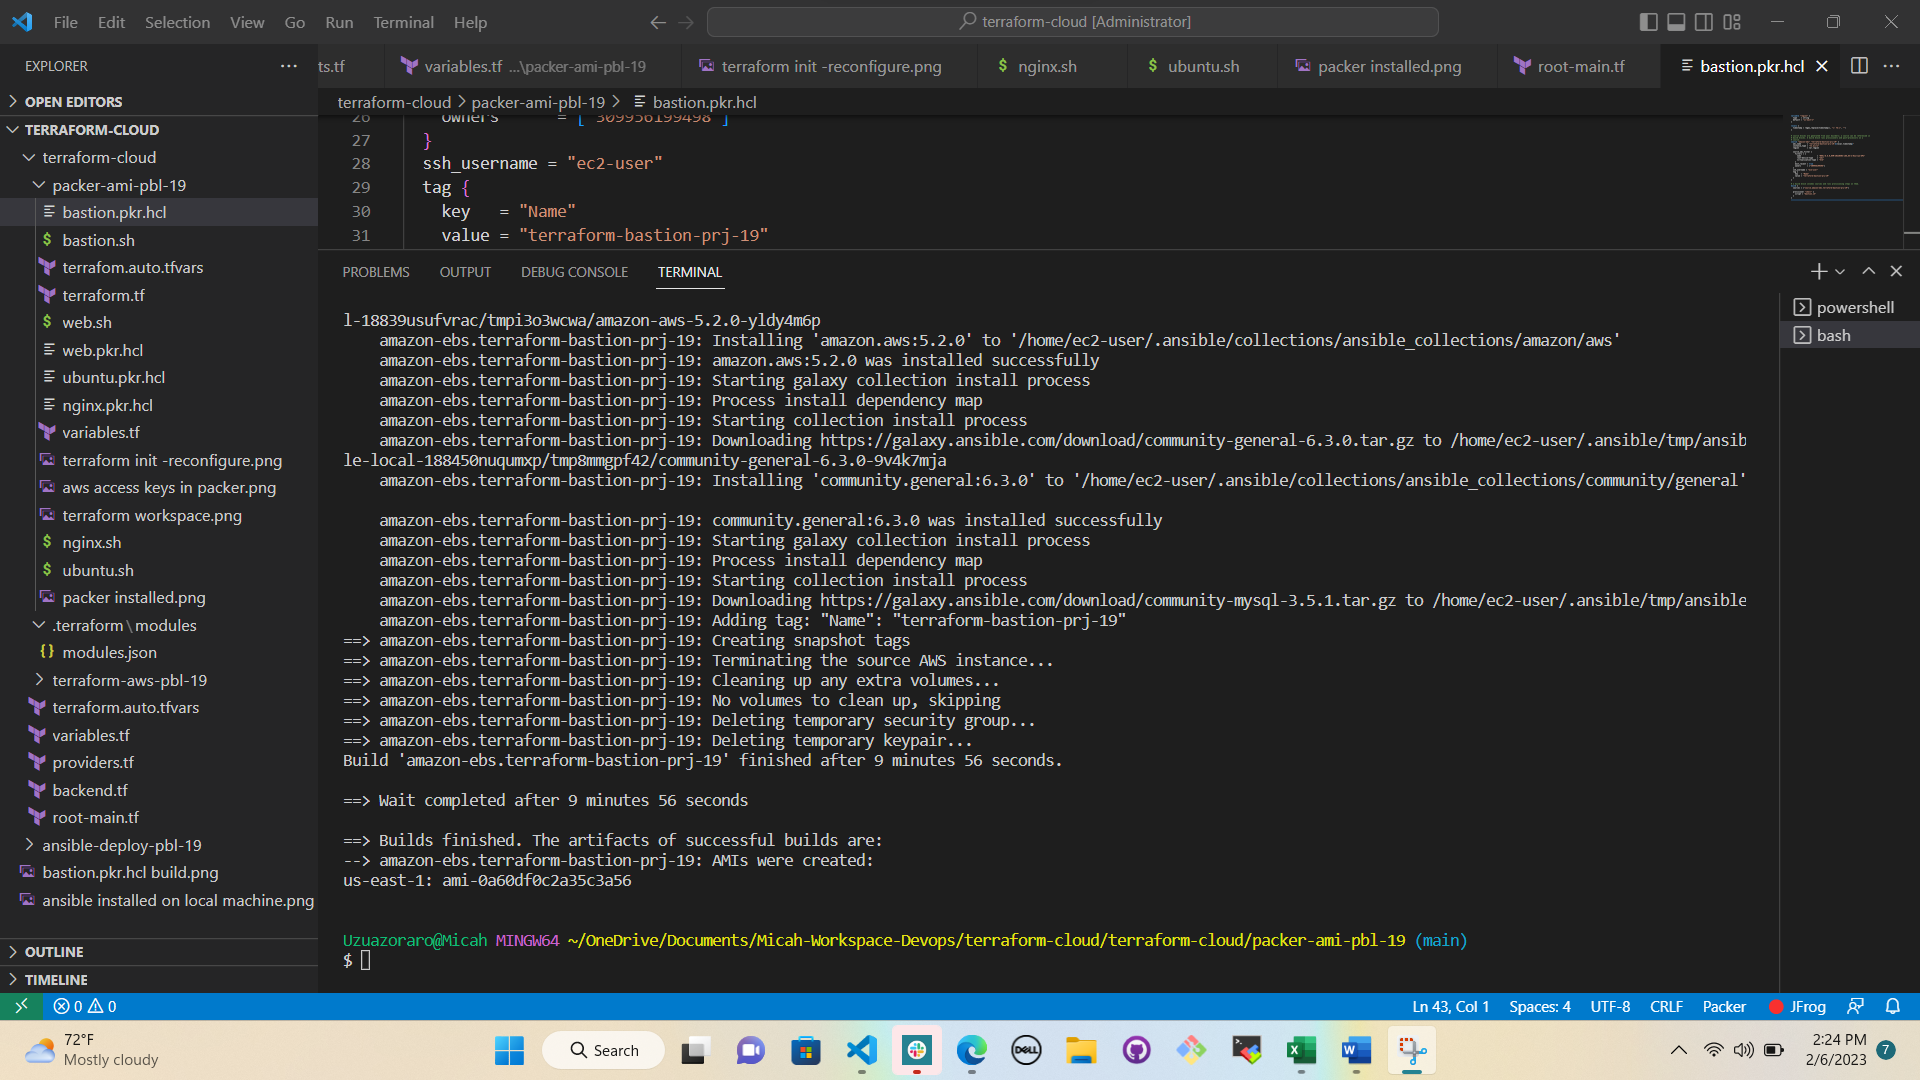 File Edit Selection View Go Run Terminal Help
terraform-cloud [Administrator]
EXPLORER
ts.tf
variables.tf ...\packer-ami-pbl-19
terraform init -reconfigure.png
nginx.sh
ubuntu.sh
packer installed.png
root-main.tf
bastion.pkr.hcl
OPEN EDITORS
TERRAFORM-CLOUD
terraform-cloud
packer-ami-pbl-19
bastion.pkr.hcl
bastion.sh
terrafom.auto.tfvars
terraform.tf
web.sh
web.pkr.hcl
ubuntu.pkr.hcl
nginx.pkr.hcl
variables.tf
terraform init -reconfigure.png
aws access keys in packer.png
terraform workspace.png
nginx.sh
ubuntu.sh
packer installed.png
.terraform\modules
modules.json
terraform-aws-pbl-19
terraform.auto.tfvars
variables.tf
providers.tf
backend.tf
root-main.tf
ansible-deploy-pbl-19
bastion.pkr.hcl build.png
ansible installed on local machine.png
OUTLINE
TIMELINE
terraform-cloud > packer-ami-pbl-19 > bastion.pkr.hcl
26 owners = ["309956199498"]
27 }
28 ssh_username = "ec2-user"
29 tag {
30 key = "Name"
31 value = "terraform-bastion-prj-19"
PROBLEMS OUTPUT DEBUG CONSOLE TERMINAL
powershell
bash
l-18839usufvrac/tmpi3o3wcwa/amazon-aws-5.2.0-yldy4m6p
amazon-ebs.terraform-bastion-prj-19: Installing 'amazon.aws:5.2.0' to '/home/ec2-user/.ansible/collections/ansible_collections/amazon/aws'
amazon-ebs.terraform-bastion-prj-19: amazon.aws:5.2.0 was installed successfully
amazon-ebs.terraform-bastion-prj-19: Starting galaxy collection install process
amazon-ebs.terraform-bastion-prj-19: Process install dependency map
amazon-ebs.terraform-bastion-prj-19: Starting collection install process
amazon-ebs.terraform-bastion-prj-19: Downloading https://galaxy.ansible.com/download/community-general-6.3.0.tar.gz to /home/ec2-user/.ansible/tmp/ansib
le-local-188450nuqumxp/tmp8mmgpf42/community-general-6.3.0-9v4k7mja
amazon-ebs.terraform-bastion-prj-19: Installing 'community.general:6.3.0' to '/home/ec2-user/.ansible/collections/ansible_collections/community/general'
amazon-ebs.terraform-bastion-prj-19: community.general:6.3.0 was installed successfully
amazon-ebs.terraform-bastion-prj-19: Starting galaxy collection install process
amazon-ebs.terraform-bastion-prj-19: Process install dependency map
amazon-ebs.terraform-bastion-prj-19: Starting collection install process
amazon-ebs.terraform-bastion-prj-19: Downloading https://galaxy.ansible.com/download/community-mysql-3.5.1.tar.gz to /home/ec2-user/.ansible/tmp/ansible
amazon-ebs.terraform-bastion-prj-19: Adding tag: "Name": "terraform-bastion-prj-19"
==> amazon-ebs.terraform-bastion-prj-19: Creating snapshot tags
==> amazon-ebs.terraform-bastion-prj-19: Terminating the source AWS instance...
==> amazon-ebs.terraform-bastion-prj-19: Cleaning up any extra volumes...
==> amazon-ebs.terraform-bastion-prj-19: No volumes to clean up, skipping
==> amazon-ebs.terraform-bastion-prj-19: Deleting temporary security group...
==> amazon-ebs.terraform-bastion-prj-19: Deleting temporary keypair...
Build 'amazon-ebs.terraform-bastion-prj-19' finished after 9 minutes 56 seconds.
==> Wait completed after 9 minutes 56 seconds
==> Builds finished. The artifacts of successful builds are:
--> amazon-ebs.terraform-bastion-prj-19: AMIs were created:
us-east-1: ami-0a60df0c2a35c3a56
Uzuazoraro@Micah MINGW64 ~/OneDrive/Documents/Micah-Workspace-Devops/terraform-cloud/terraform-cloud/packer-ami-pbl-19 (main)
$
0 0
Ln 43, Col 1 Spaces: 4 UTF-8 CRLF Packer JFrog
72°F
Mostly cloudy
Search
DELL
2:24 PM
2/6/2023
7